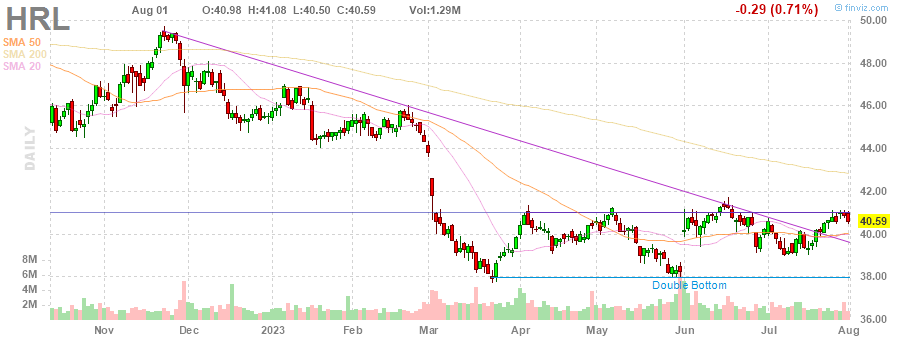 HRL
Aug 01 O:40.98 H:41.08 L:40.50 C:40.59 Vol:1.29M
-0.29 (0.71%)
© finviz.com
SMA 50
SMA 200
SMA 20
DAILY
50.00
48.00
46.00
44.00
42.00
40.59
40.00
38.00
36.00
8M
6M
4M
2M
Double Bottom
Nov Dec 2023 Feb Mar Apr May Jun Jul Aug